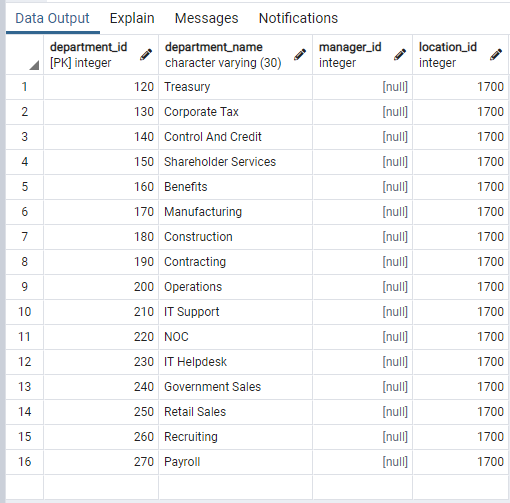 Data Output Explain Messages Notifications
department_id department_name manager_id location_id
[PK] integer character varying (30) integer integer
1 120 Treasury [null] 1700
2 130 Corporate Tax [null] 1700
3 140 Control And Credit [null] 1700
4 150 Shareholder Services [null] 1700
5 160 Benefits [null] 1700
6 170 Manufacturing [null] 1700
7 180 Construction [null] 1700
8 190 Contracting [null] 1700
9 200 Operations [null] 1700
10 210 IT Support [null] 1700
11 220 NOC [null] 1700
12 230 IT Helpdesk [null] 1700
13 240 Government Sales [null] 1700
14 250 Retail Sales [null] 1700
15 260 Recruiting [null] 1700
16 270 Payroll [null] 1700